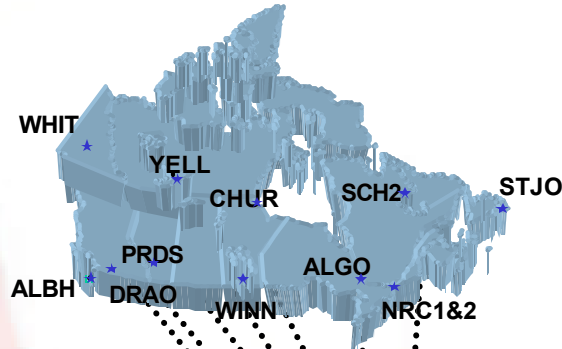 WHIT
YELL
CHUR
SCH2
STJO
PRDS
ALGO
ALBH
DRAO
WINN
NRC1&2